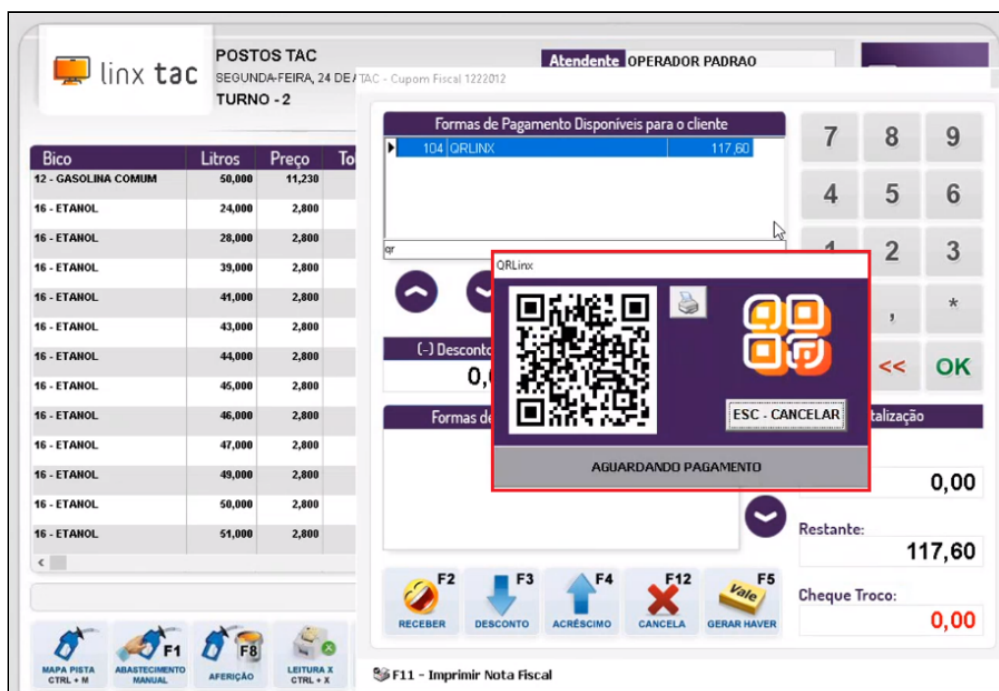 linx tac
POSTOS TAC
SEGUNDA-FEIRA, 24 DE
TURNO - 2
Atendente OPERADOR PADRAO
TAC - Cupom Fiscal 1222012
Formas de Pagamento Disponíveis para o cliente
104 QRLINX 117,60
qr
7 8 9
4 5 6
1 2 3
, *
<< OK
Bico Litros Preço To
12 - GASOLINA COMUM 50,000 11,230
16 - ETANOL 24,000 2,800
16 - ETANOL 28,000 2,800
16 - ETANOL 39,000 2,800
16 - ETANOL 41,000 2,800
16 - ETANOL 43,000 2,800
16 - ETANOL 44,000 2,800
16 - ETANOL 45,000 2,800
16 - ETANOL 46,000 2,800
16 - ETANOL 47,000 2,800
16 - ETANOL 49,000 2,800
16 - ETANOL 50,000 2,800
16 - ETANOL 51,000 2,800
QRLinx
ESC - CANCELAR
AGUARDANDO PAGAMENTO
(-) Desconto
0,
Formas de
talização
0,00
Restante:
117,60
Cheque Troco:
0,00
F2 RECEBER
F3 DESCONTO
F4 ACRÉSCIMO
F12 CANCELA
Vale F5 GERAR HAVER
F11 - Imprimir Nota Fiscal
MAPA PISTA
CTRL + M
F1
ABASTECIMENTO
MANUAL
F8
AFERIÇÃO
LEITURA X
CTRL + X